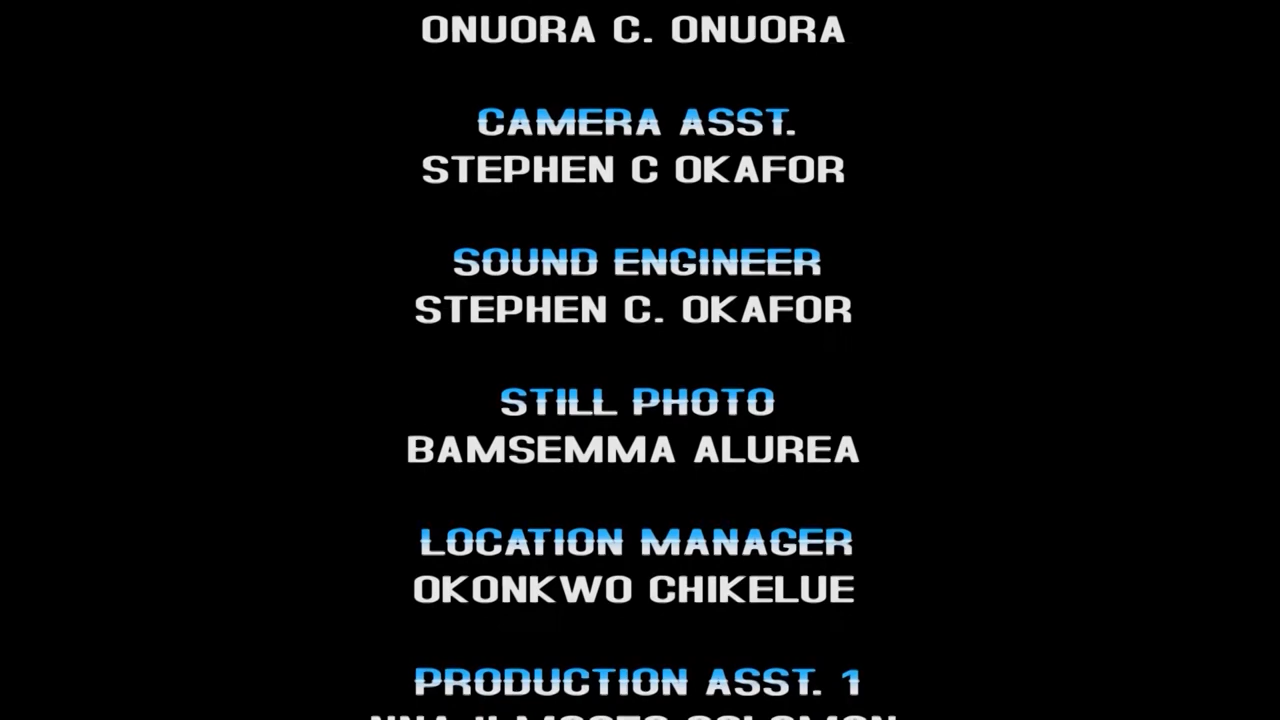 ONUORA C. ONUORA
CAMERA ASST.
STEPHEN C OKAFOR
SOUND ENGINEER
STEPHEN C. OKAFOR
STILL PHOTO
BAMSEMMA ALUREA
LOCATION MANAGER
OKONKWO CHIKELUE
PRODUCTION ASST. 1